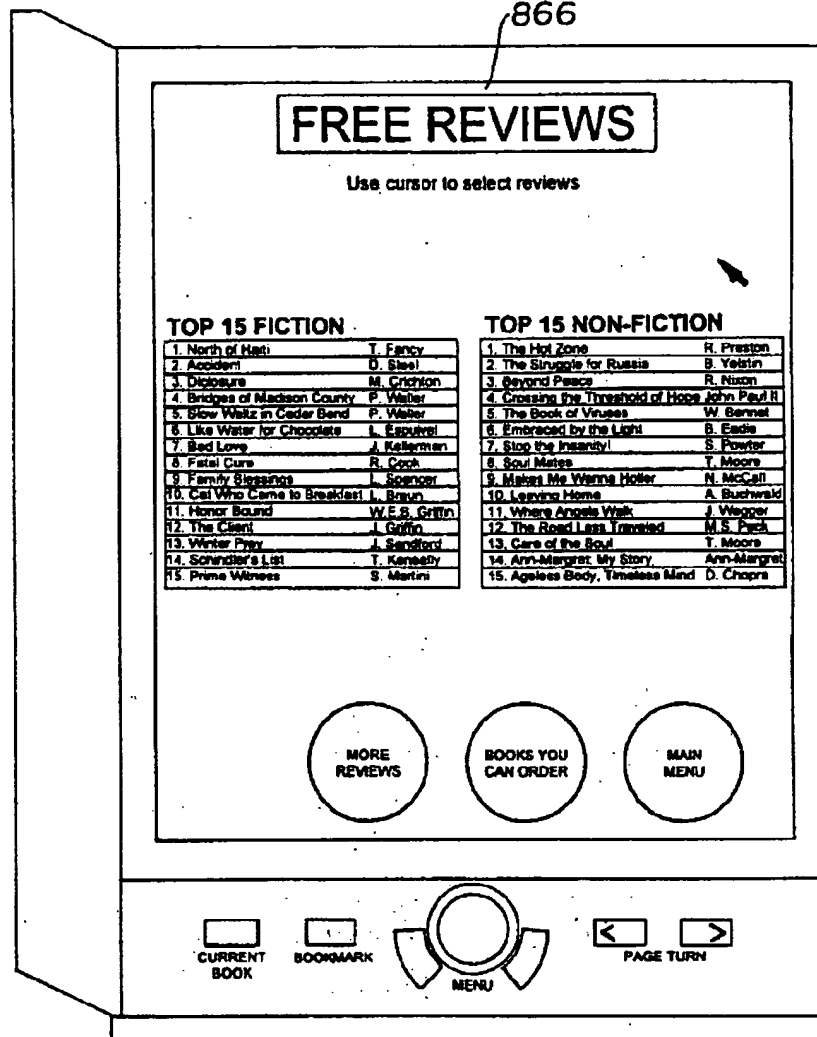 866
FREE REVIEWS
Use cursor to select reviews
TOP 15 FICTION
1. North of Haiti T. Fancy
2. Accident D. Steel
3. Diclosure M. Crichton
4. Bridges of Madison County P. Waller
5. Slow Waltz in Cedar Bend P. Waller
6. Like Water for Chocolate L. Esquivel
7. Bad Love J. Kellerman
8. Fatal Cure R. Cook
9. Family Blessings L. Spencer
10. Cat Who Came to Breakfast L. Braun
11. Honor Bound W.E.B. Griffin
12. The Client J. Griffin
13. Winter Prey J. Sandford
14. Schindler's List T. Keneally
15. Prime Witness S. Martini
TOP 15 NON-FICTION
1. The Hot Zone R. Preston
2. The Struggle for Russia B. Yelstin
3. Beyond Peace R. Nixon
4. Crossing the Threshold of Hope John Paul II
5. The Book of Viruses W. Bennet
6. Embraced by the Light B. Eadie
7. Stop the Insanity! S. Powter
8. Soul Mates T. Moore
9. Makes Me Wanna Holler N. McCall
10. Leaving Home A. Buchwald
11. Where Angels Walk J. Wegger
12. The Road Less Traveled M.S. Peck
13. Care of the Soul T. Moore
14. Ann-Margret: My Story Ann-Margret
15. Ageless Body, Timeless Mind D. Chopra
MORE
REVIEWS
BOOKS YOU
CAN ORDER
MAIN
MENU
CURRENT
BOOK
BOOKMARK
MENU
< >
PAGE TURN